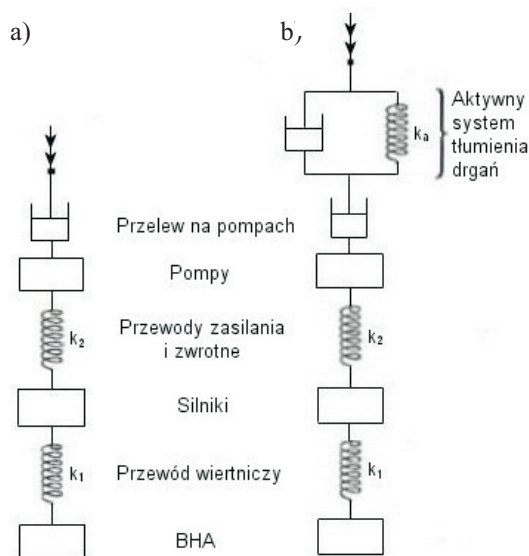 a)
b)
k_a
Aktywny
system
tłumienia
drgań
Przelew na pompach
Pompy
k₂
Przewody zasilania
i zwrotne
k₂
Silniki
k₁
Przewód wiertniczy
k₁
BHA